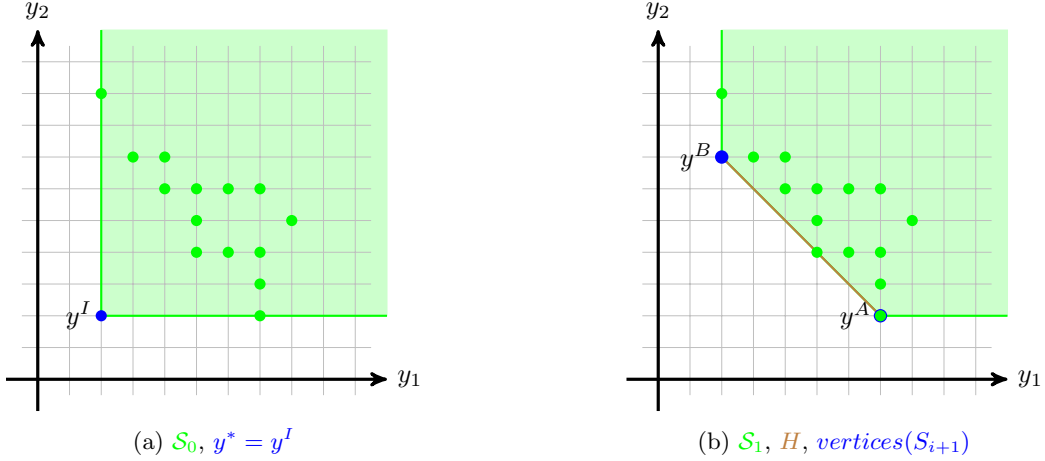 y₂
y^I
y₁
(a) 𝒮₀, y* = y^I
y₂
y^B
y^A
y₁
(b) 𝒮₁, H, vertices(S_{i+1})